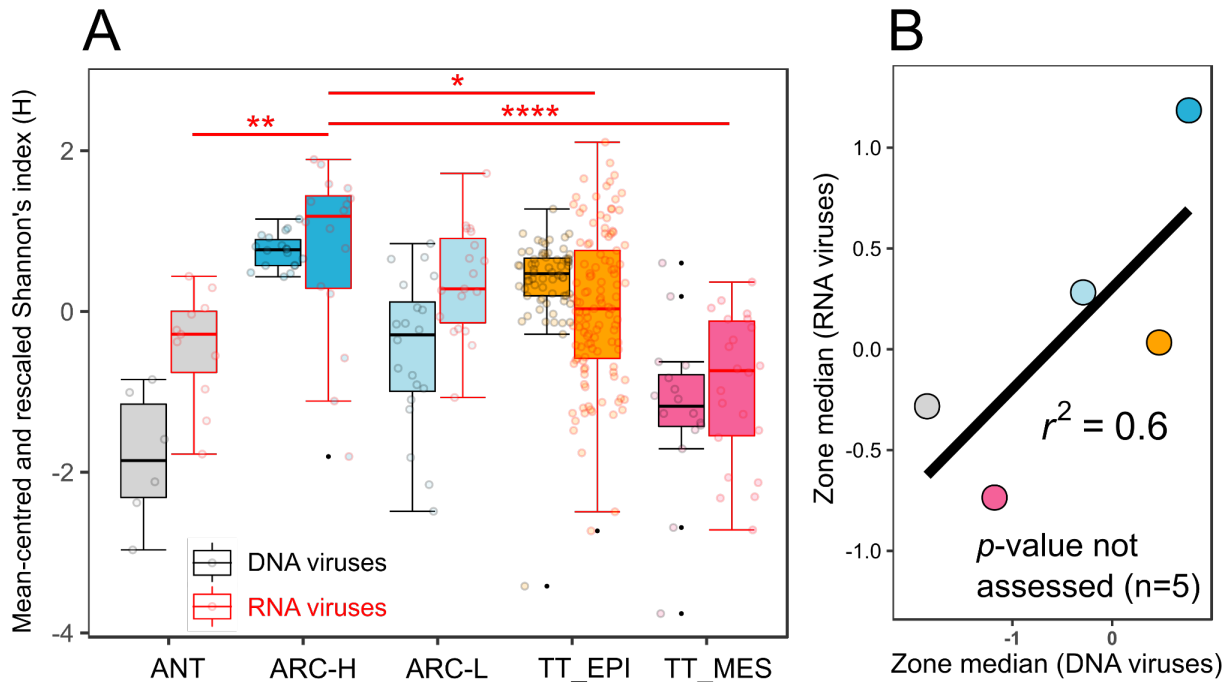 A
B
Mean-centred and rescaled Shannon's index (H)
*
****
**
2
0
-2
-4
DNA viruses
RNA viruses
ANT
ARC-H
ARC-L
TT_EPI
TT_MES
Zone median (RNA viruses)
1.0
0.5
0.0
-0.5
-1.0
r² = 0.6
p-value not
assessed (n=5)
-1
0
Zone median (DNA viruses)